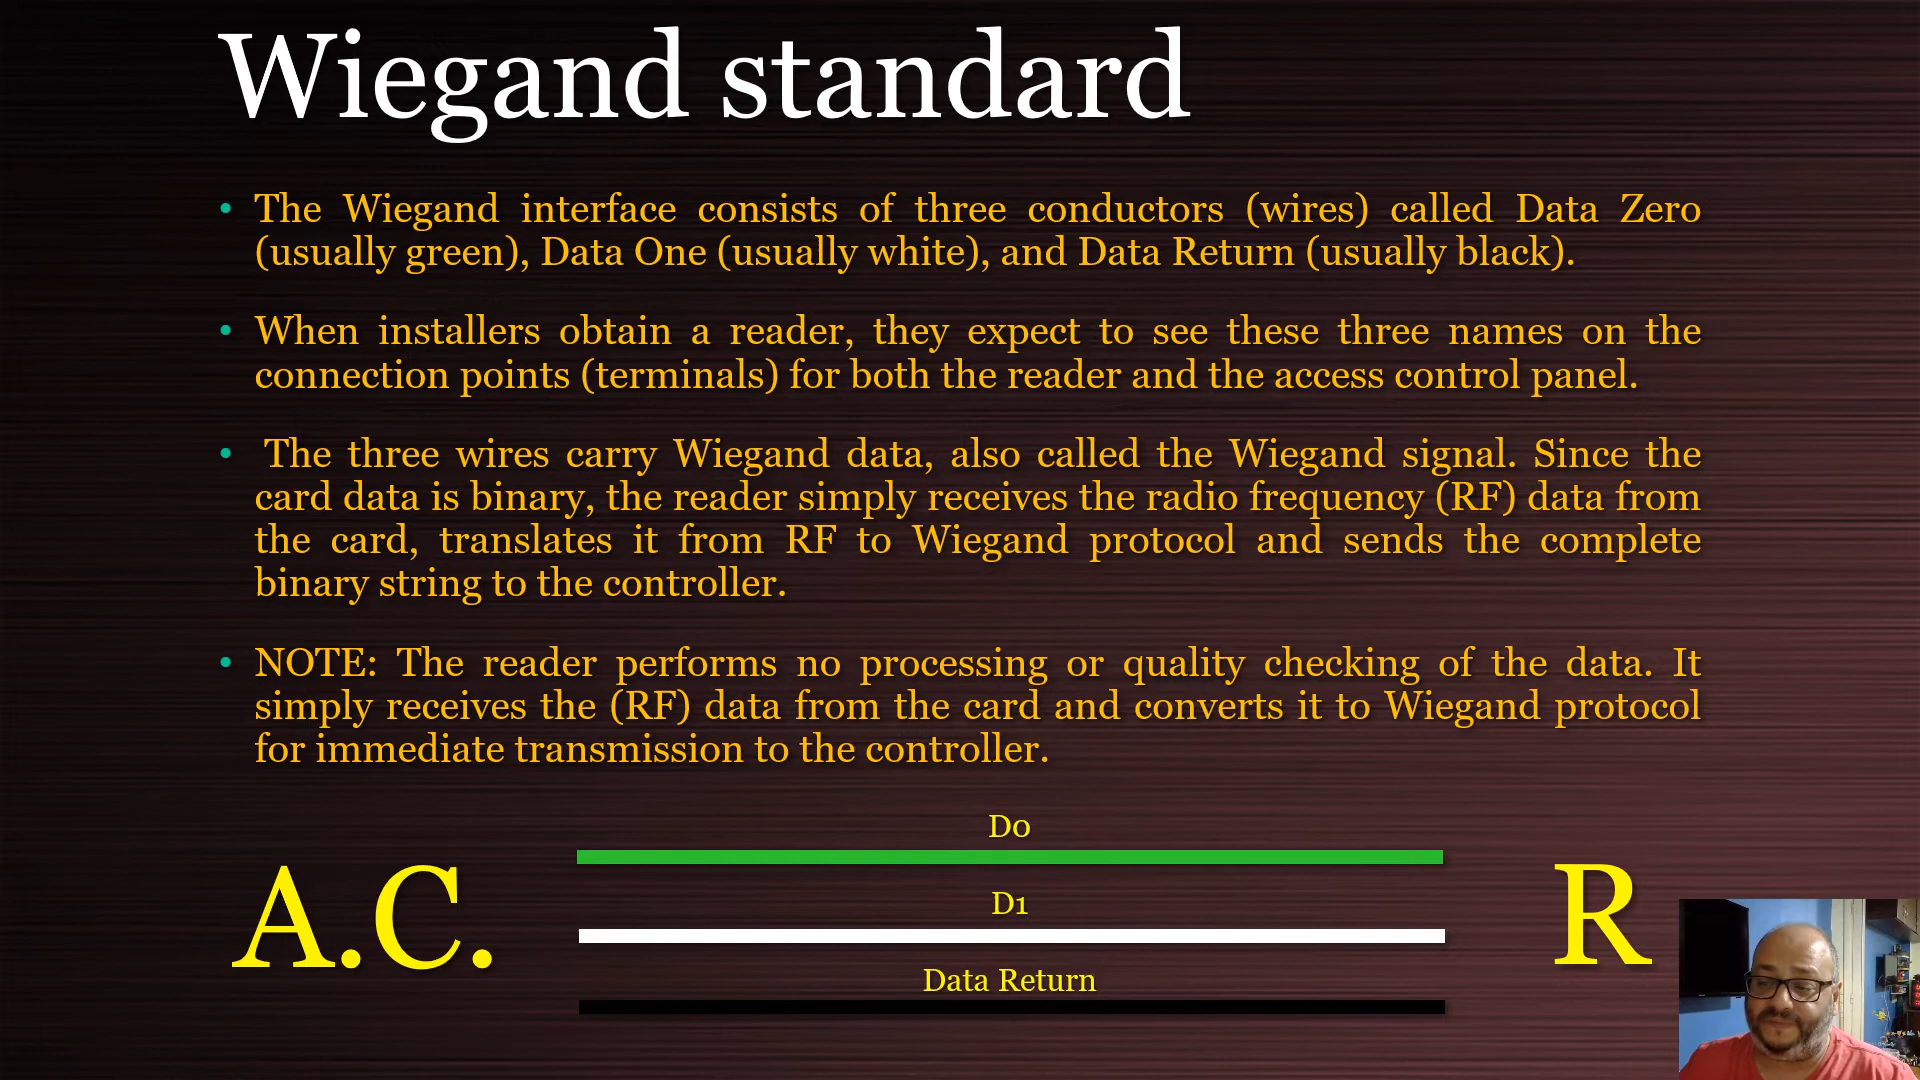 Wiegand standard
• The Wiegand interface consists of three conductors (wires) called Data Zero
(usually green), Data One (usually white), and Data Return (usually black).
• When installers obtain a reader, they expect to see these three names on the
connection points (terminals) for both the reader and the access control panel.
• The three wires carry Wiegand data, also called the Wiegand signal. Since the
card data is binary, the reader simply receives the radio frequency (RF) data from
the card, translates it from RF to Wiegand protocol and sends the complete
binary string to the controller.
• NOTE: The reader performs no processing or quality checking of the data. It
simply receives the (RF) data from the card and converts it to Wiegand protocol
for immediate transmission to the controller.
D0
A.C.
D1
R
Data Return